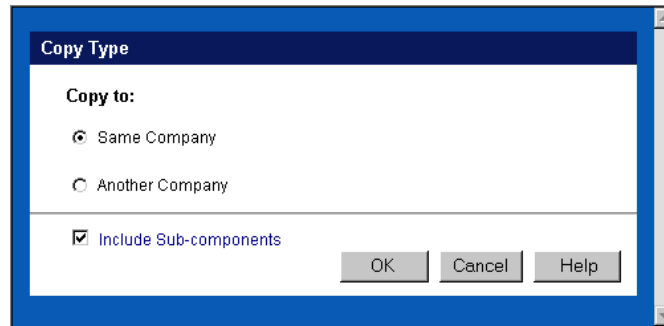 Copy Type
Copy to:
Same Company
Another Company
Include Sub-components
OK Cancel Help